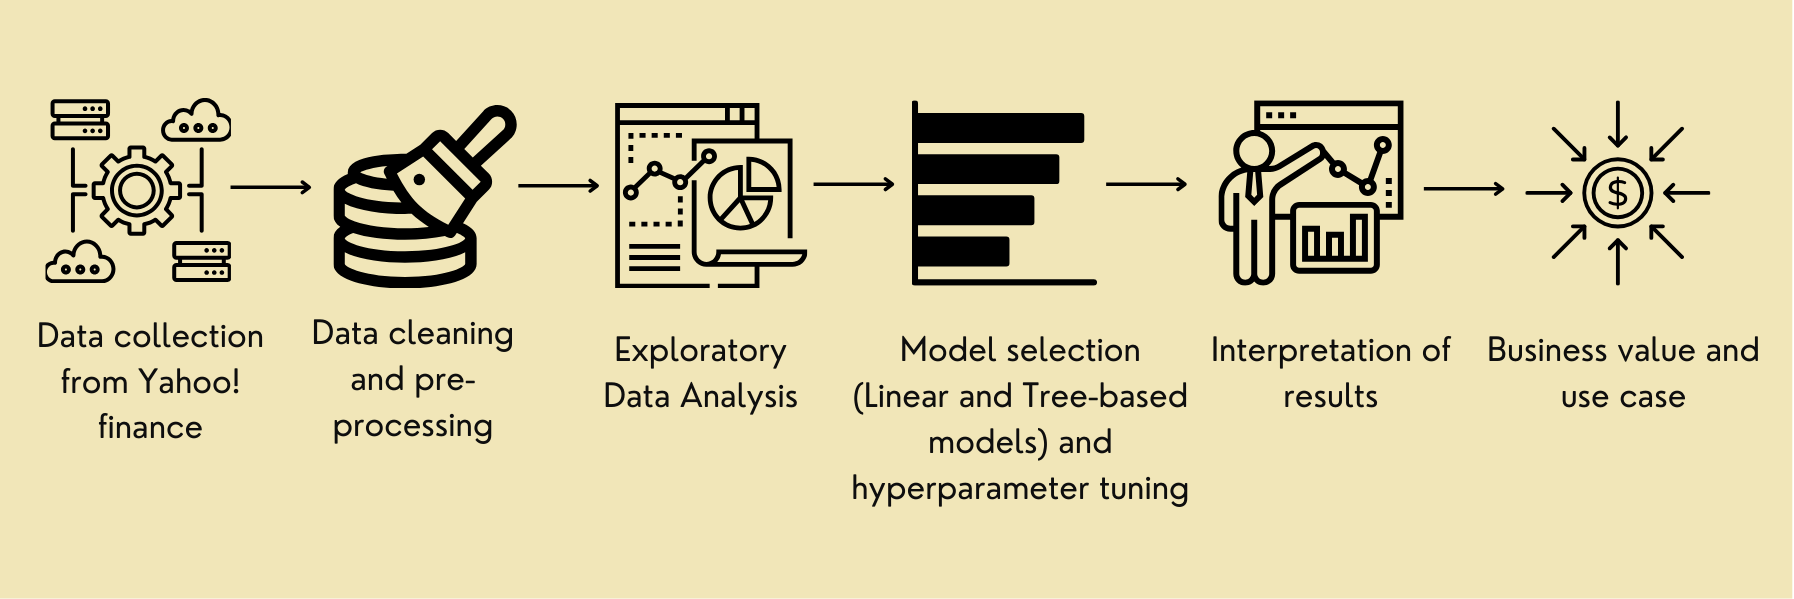 Data collection
from Yahoo!
finance
Data cleaning
and pre-
processing
Exploratory
Data Analysis
Model selection
(Linear and Tree-based
models) and
hyperparameter tuning
Interpretation of
results
$
Business value and
use case